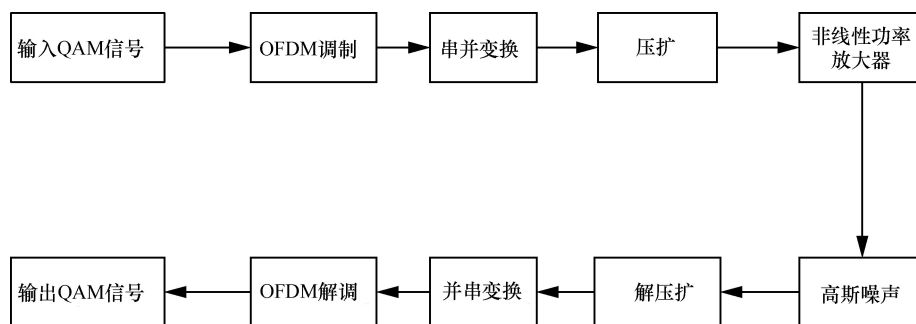 输入QAM信号
OFDM调制
串并变换
压扩
非线性功率
放大器
输出QAM信号
OFDM解调
并串变换
解压扩
高斯噪声